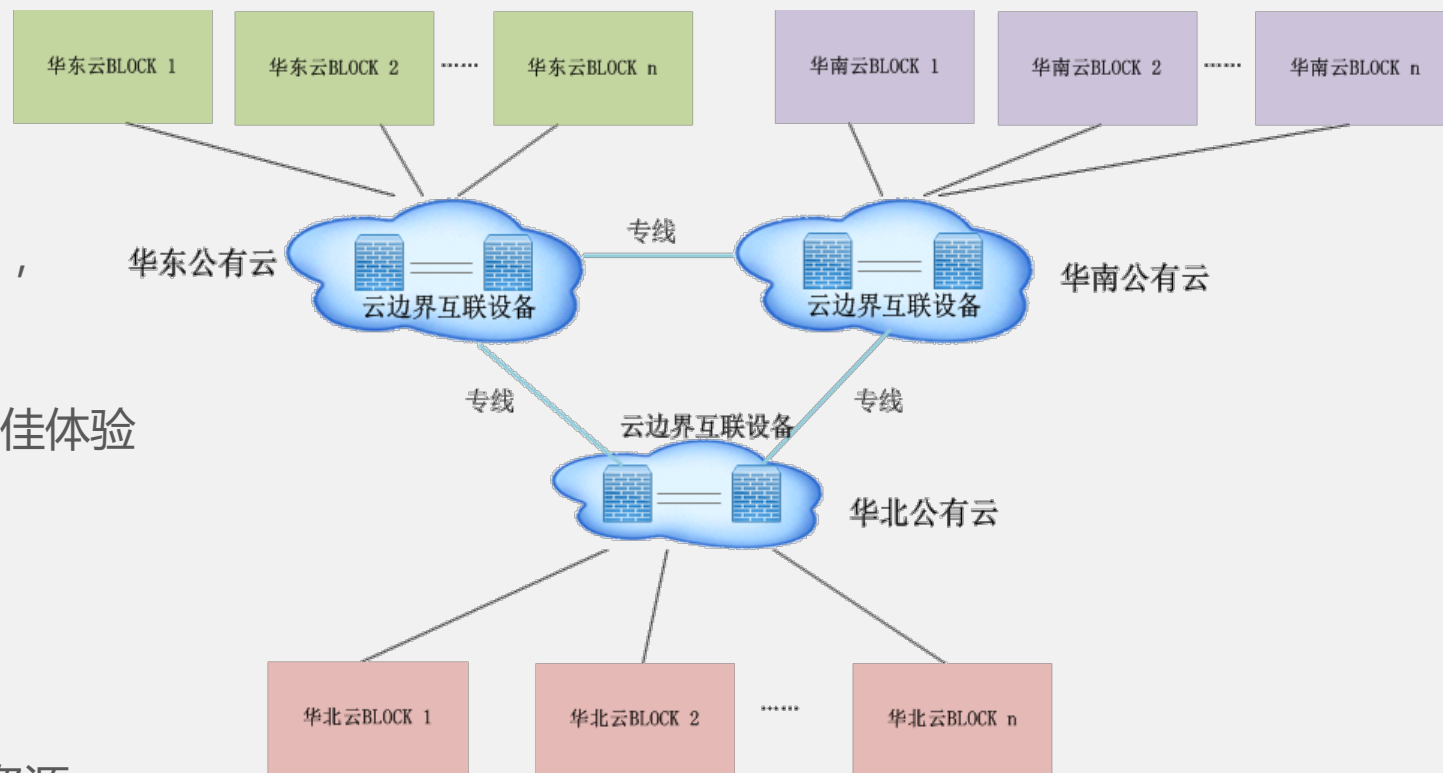 华东云BLOCK 1
华东云BLOCK 2
……
华东云BLOCK n
华南云BLOCK 1
华南云BLOCK 2
……
华南云BLOCK n
专线
，
华东公有云
云边界互联设备
云边界互联设备
华南公有云
专线
专线
佳体验
云边界互联设备
华北公有云
华北云BLOCK 1
华北云BLOCK 2
……
华北云BLOCK n